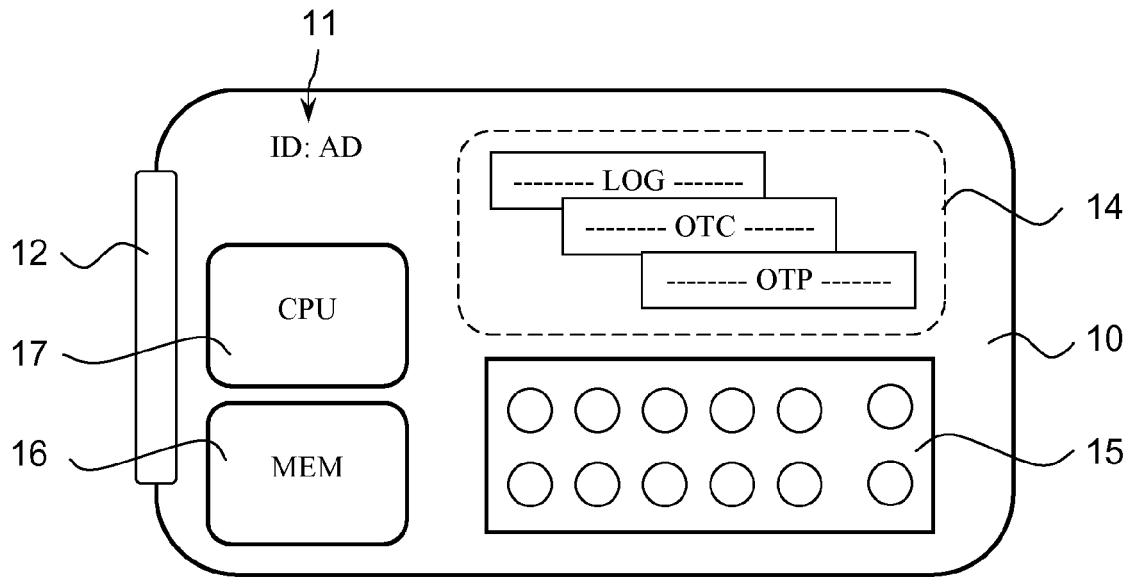 11
ID: AD
-------- LOG --------
-------- OTC --------
-------- OTP --------
14
12
CPU
17
10
16
MEM
15